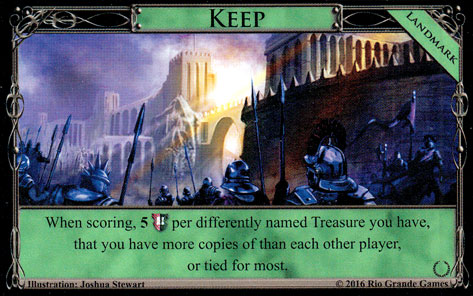 KEEP
LANDMARK
When scoring, 5 per differently named Treasure you have,
that you have more copies of than each other player,
or tied for most.
Illustration: Joshua Stewart
© 2016 Rio Grande Games